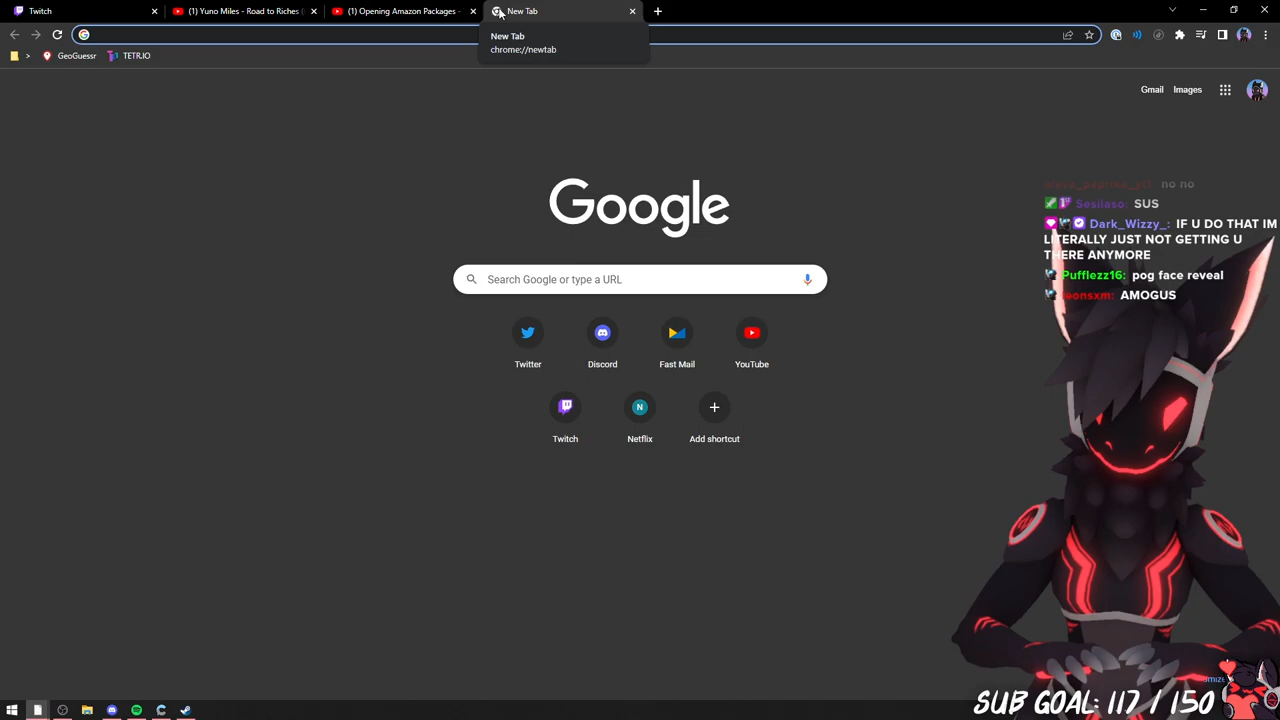 Twitch
(1) Yuno Miles - Road to Riches (
(1) Opening Amazon Packages -
New Tab
New Tab
chrome://newtab
GeoGuessr
TETR.IO
Gmail
Images
Google
Search Google or type a URL
Twitter
Discord
Fast Mail
YouTube
Twitch
N
Netflix
Add shortcut
no no
Sesilaso: SUS
Dark_Wizzy_: IF U DO THAT IM
LITERALLY JUST NOT GETTING U
THERE ANYMORE
Pufflezz16: pog face reveal
AMOGUS
SUB GOAL: 117 / 150